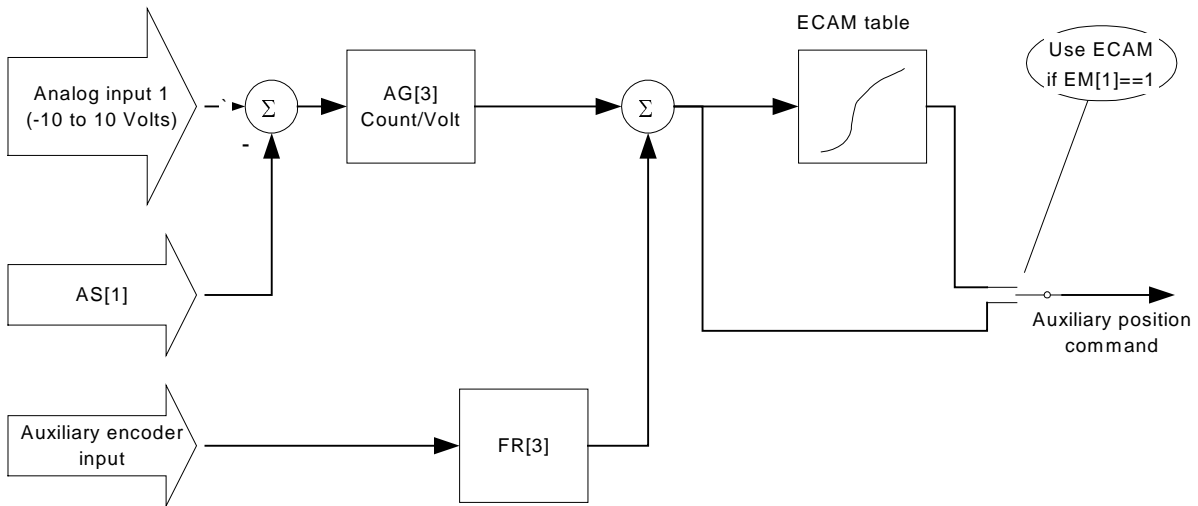 ECAM table
Use ECAM
if EM[1]==1
Analog input 1
(-10 to 10 Volts)
Σ
-
AG[3]
Count/Volt
Σ
AS[1]
Auxiliary position
command
Auxiliary encoder
input
FR[3]